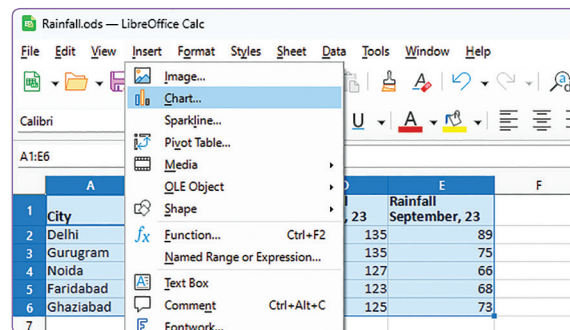 Rainfall.ods — LibreOffice Calc
File Edit View Insert Format Styles Sheet Data Tools Window Help
Image...
Chart...
Calibri
Sparkline...
U A
A1:E6
Pivot Table...
Media
OLE Object
A E F
Shape
1 City , 23 Rainfall September, 23
Function... Ctrl+F2
2 Delhi 135 89
Named Range or Expression...
3 Gurugram 135 75
4 Noida 127 66
Text Box
5 Faridabad 123 68
Comment Ctrl+Alt+C
6 Ghaziabad 125 73
Fontwork...
7